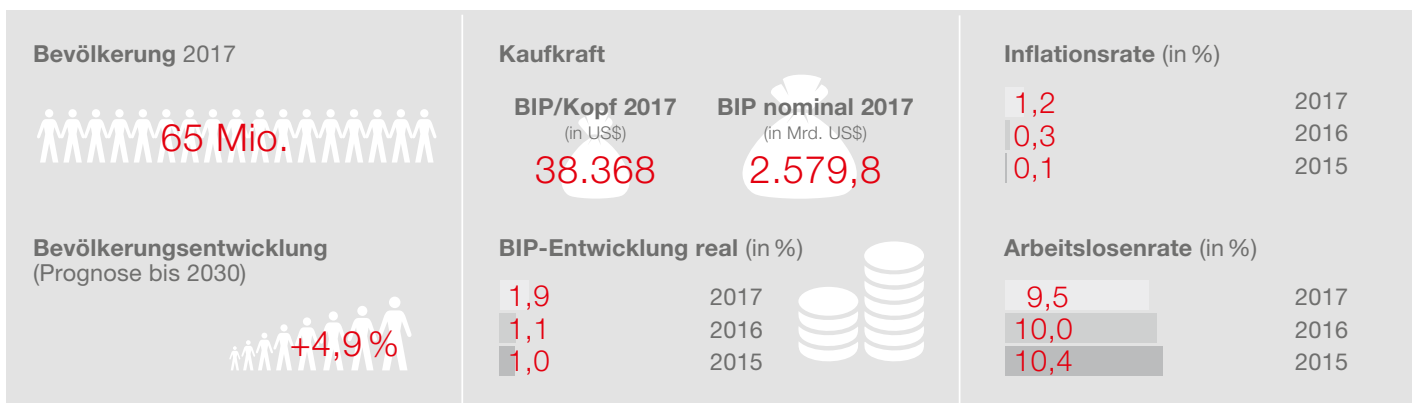 Bevölkerung 2017
65 Mio.
Bevölkerungsentwicklung
(Prognose bis 2030)
+4,9 %
Kaufkraft
BIP/Kopf 2017
(in US$)
38.368
BIP nominal 2017
(in Mrd. US$)
2.579,8
BIP-Entwicklung real (in %)
1,9 2017
1,1 2016
1,0 2015
Inflationsrate (in %)
1,2 2017
0,3 2016
0,1 2015
Arbeitslosenrate (in %)
9,5 2017
10,0 2016
10,4 2015